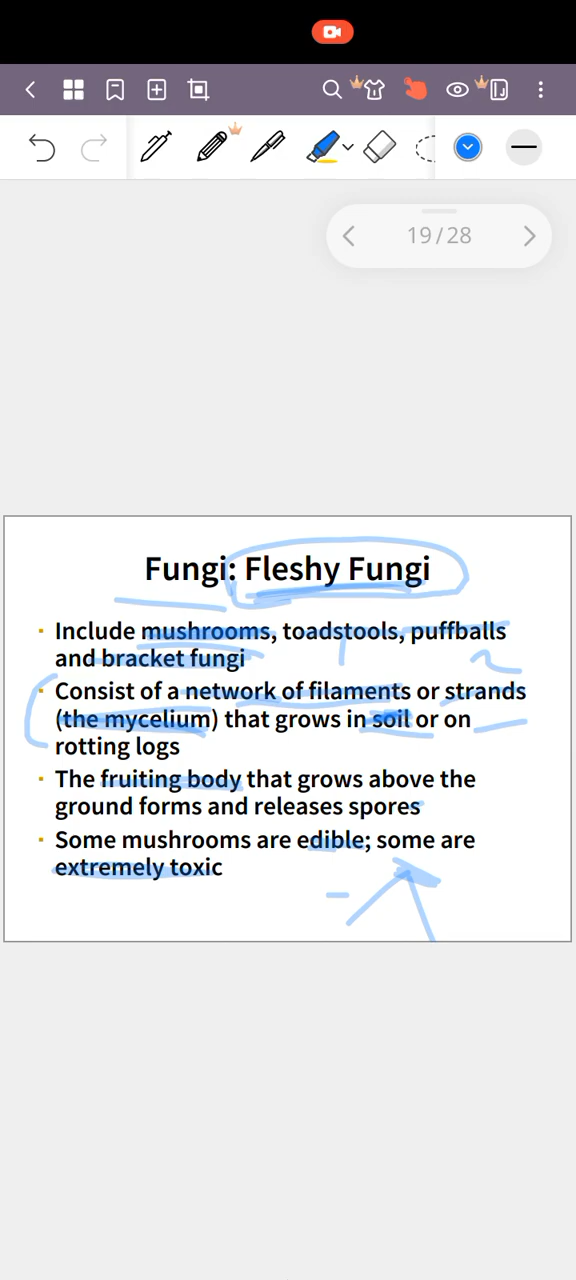 19/28
Fungi: Fleshy Fungi
▪ Include mushrooms, toadstools, puffballs
and bracket fungi
▪ Consist of a network of filaments or strands
(the mycelium) that grows in soil or on
rotting logs
▪ The fruiting body that grows above the
ground forms and releases spores
▪ Some mushrooms are edible; some are
extremely toxic